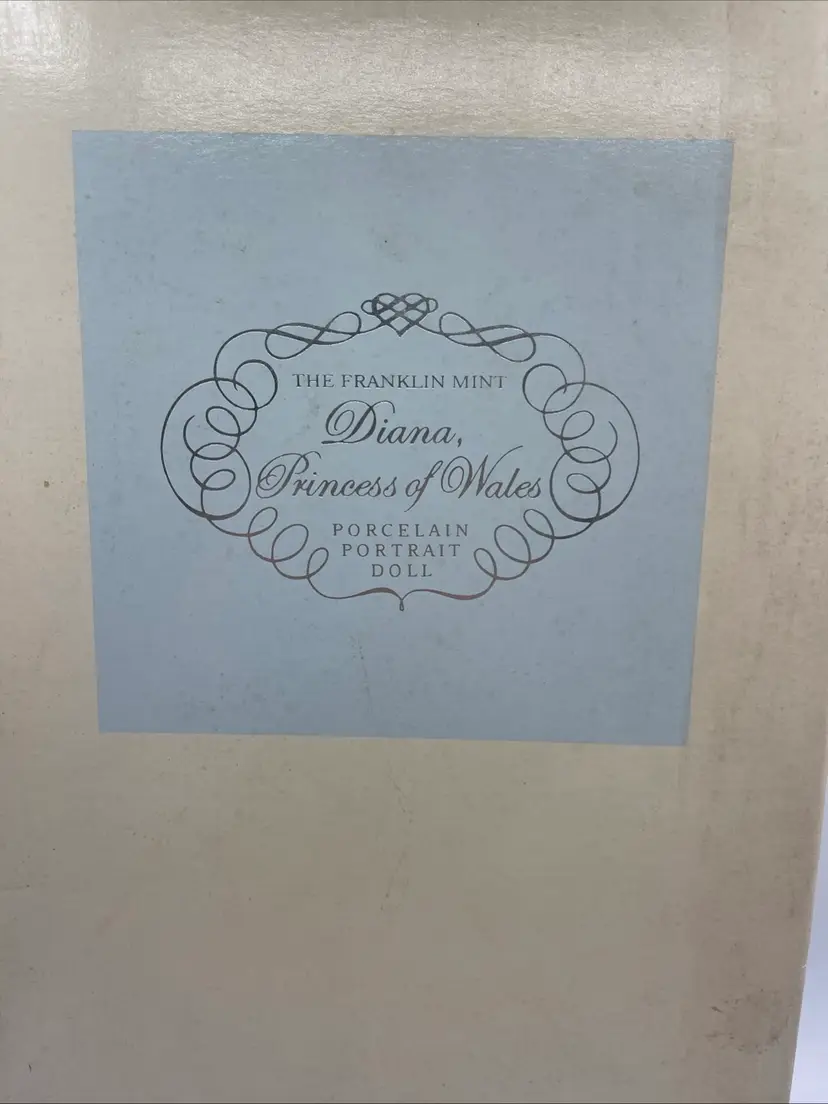 THE FRANKLIN MINT
Diana,
Princess of Wales
PORCELAIN
PORTRAIT
DOLL